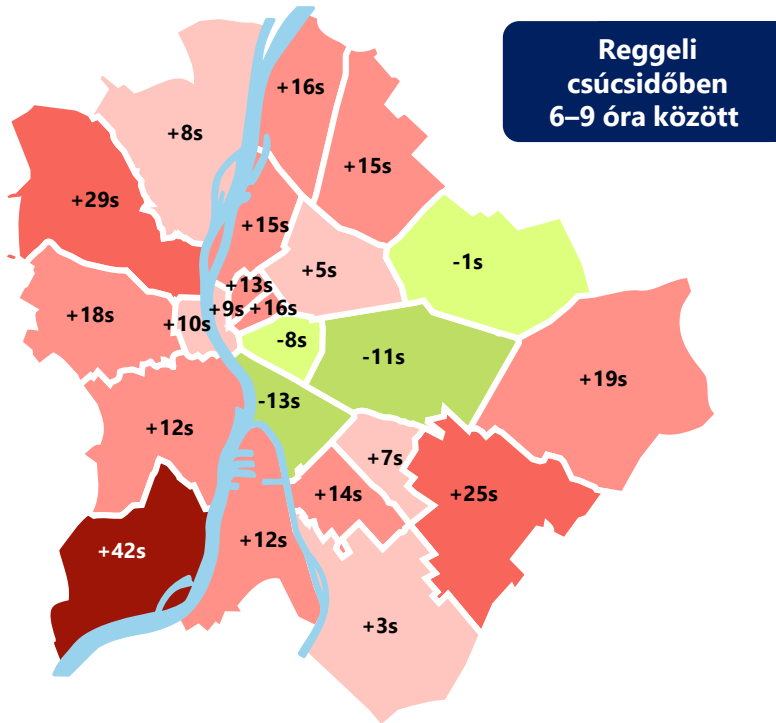 Reggeli
csúcsidőben
6–9 óra között
+16s
+8s
+15s
+29s
+15s
-1s
+5s
+13s
+9s
+16s
+18s
+10s
-8s
-11s
+19s
-13s
+12s
+7s
+14s
+25s
+42s
+12s
+3s